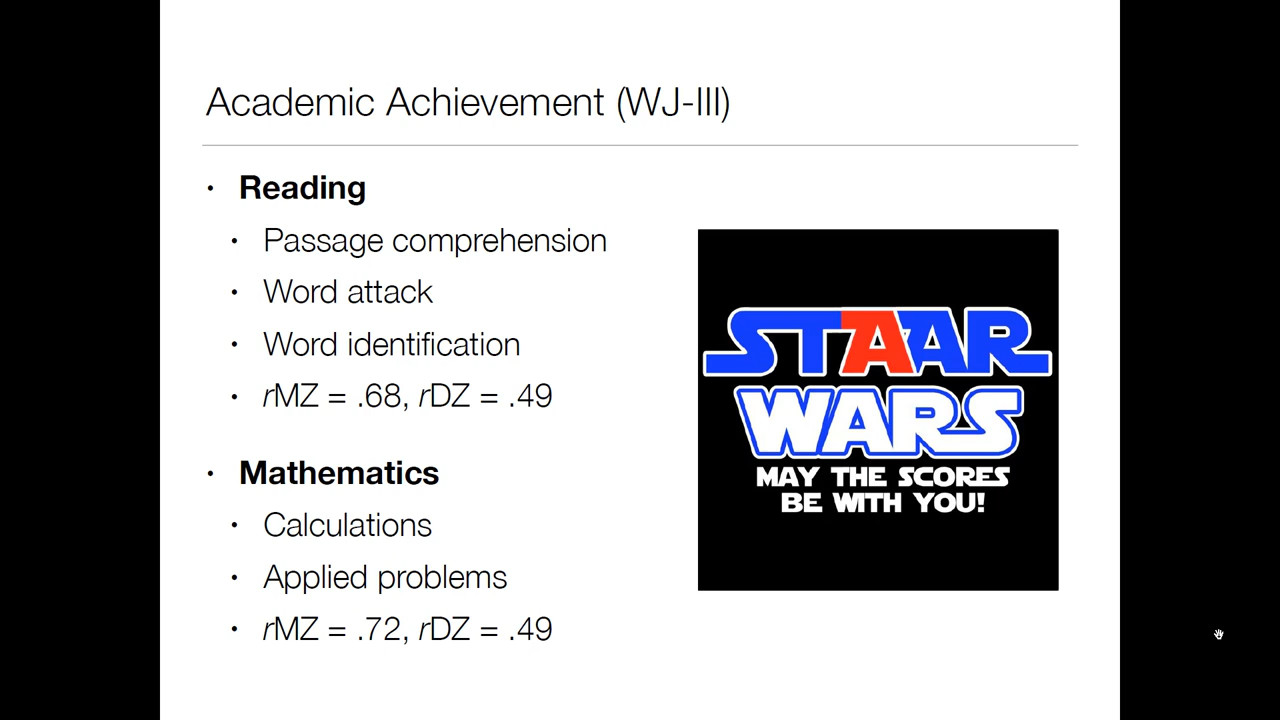 Academic Achievement (WJ-III)
• Reading
• Passage comprehension
• Word attack
• Word identification
• rMZ = .68, rDZ = .49
• Mathematics
• Calculations
• Applied problems
• rMZ = .72, rDZ = .49
STAAR
WARS
MAY THE SCORES
BE WITH YOU!